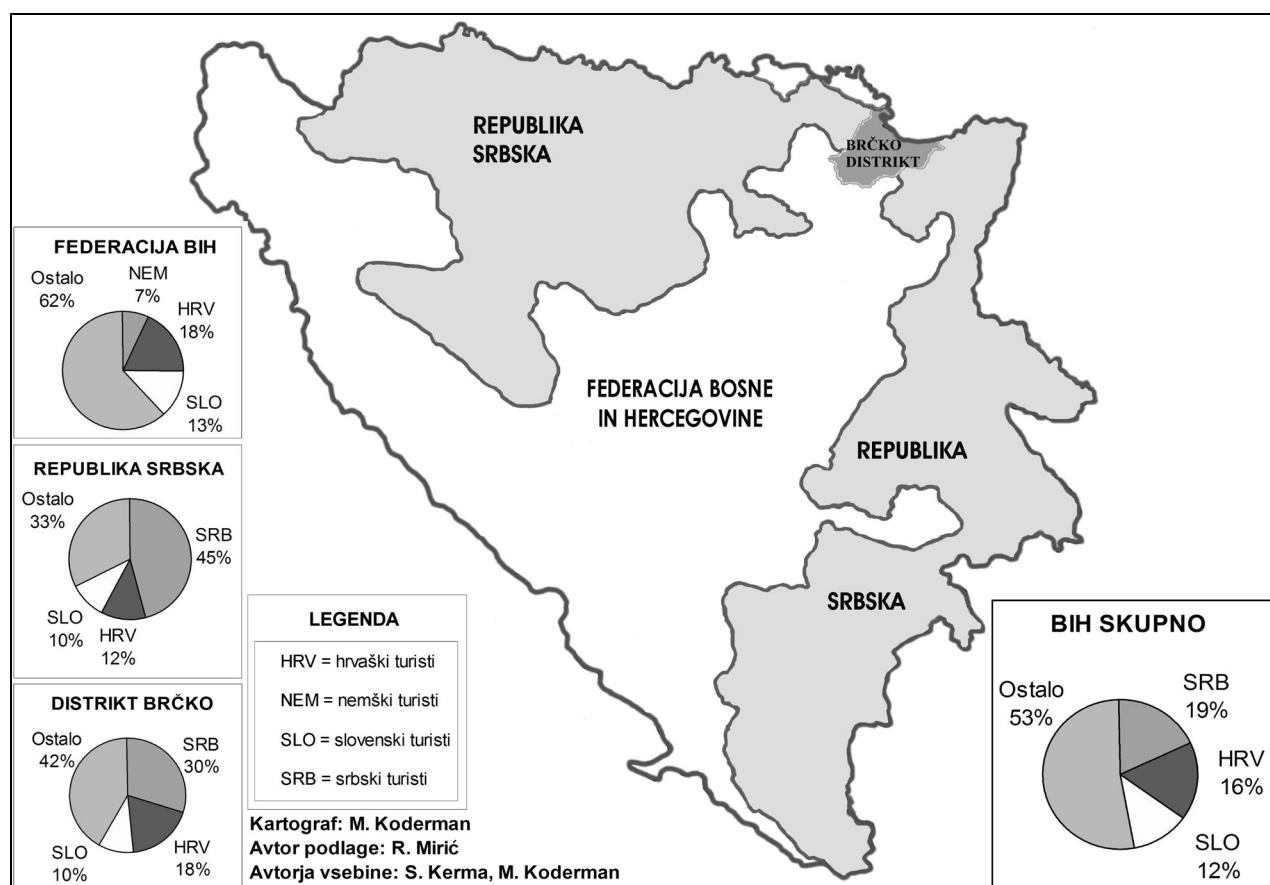 REPUBLIKA
SRBSKA
BRČKO
DISTRIKT
FEDERACIJA BOSNE
IN HERCEGOVINE
REPUBLIKA
SRBSKA
FEDERACIJA BIH
Ostalo
62%
NEM
7%
HRV
18%
SLO
13%
REPUBLIKA SRBSKA
Ostalo
33%
SRB
45%
SLO
10%
HRV
12%
DISTRIKT BRČKO
Ostalo
42%
SRB
30%
SLO
10%
HRV
18%
LEGENDA
HRV = hrvaški turisti
NEM = nemški turisti
SLO = slovenski turisti
SRB = srbski turisti
Kartograf: M. Koderman
Avtor podlage: R. Mirić
Avtorja vsebine: S. Kerma, M. Koderman
BIH SKUPNO
Ostalo
53%
SRB
19%
HRV
16%
SLO
12%